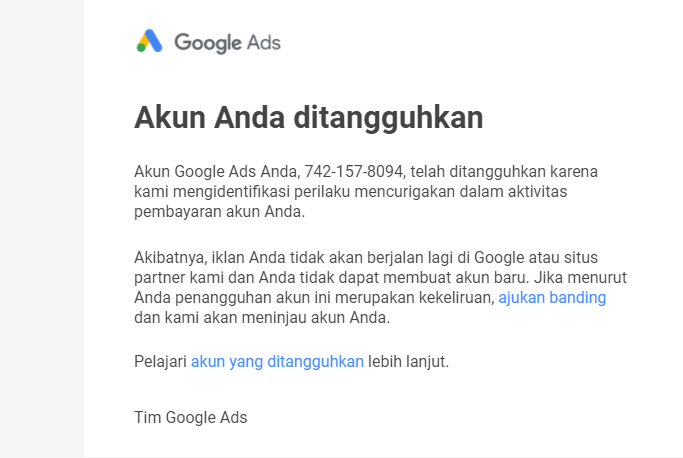 Google Ads
Akun Anda ditangguhkan
Akun Google Ads Anda, 742-157-8094, telah ditangguhkan karena
kami mengidentifikasi perilaku mencurigakan dalam aktivitas
pembayaran akun Anda.
Akibatnya, iklan Anda tidak akan berjalan lagi di Google atau situs
partner kami dan Anda tidak dapat membuat akun baru. Jika menurut
Anda penangguhan akun ini merupakan kekeliruan, ajukan banding
dan kami akan meninjau akun Anda.
Pelajari akun yang ditangguhkan lebih lanjut.
Tim Google Ads